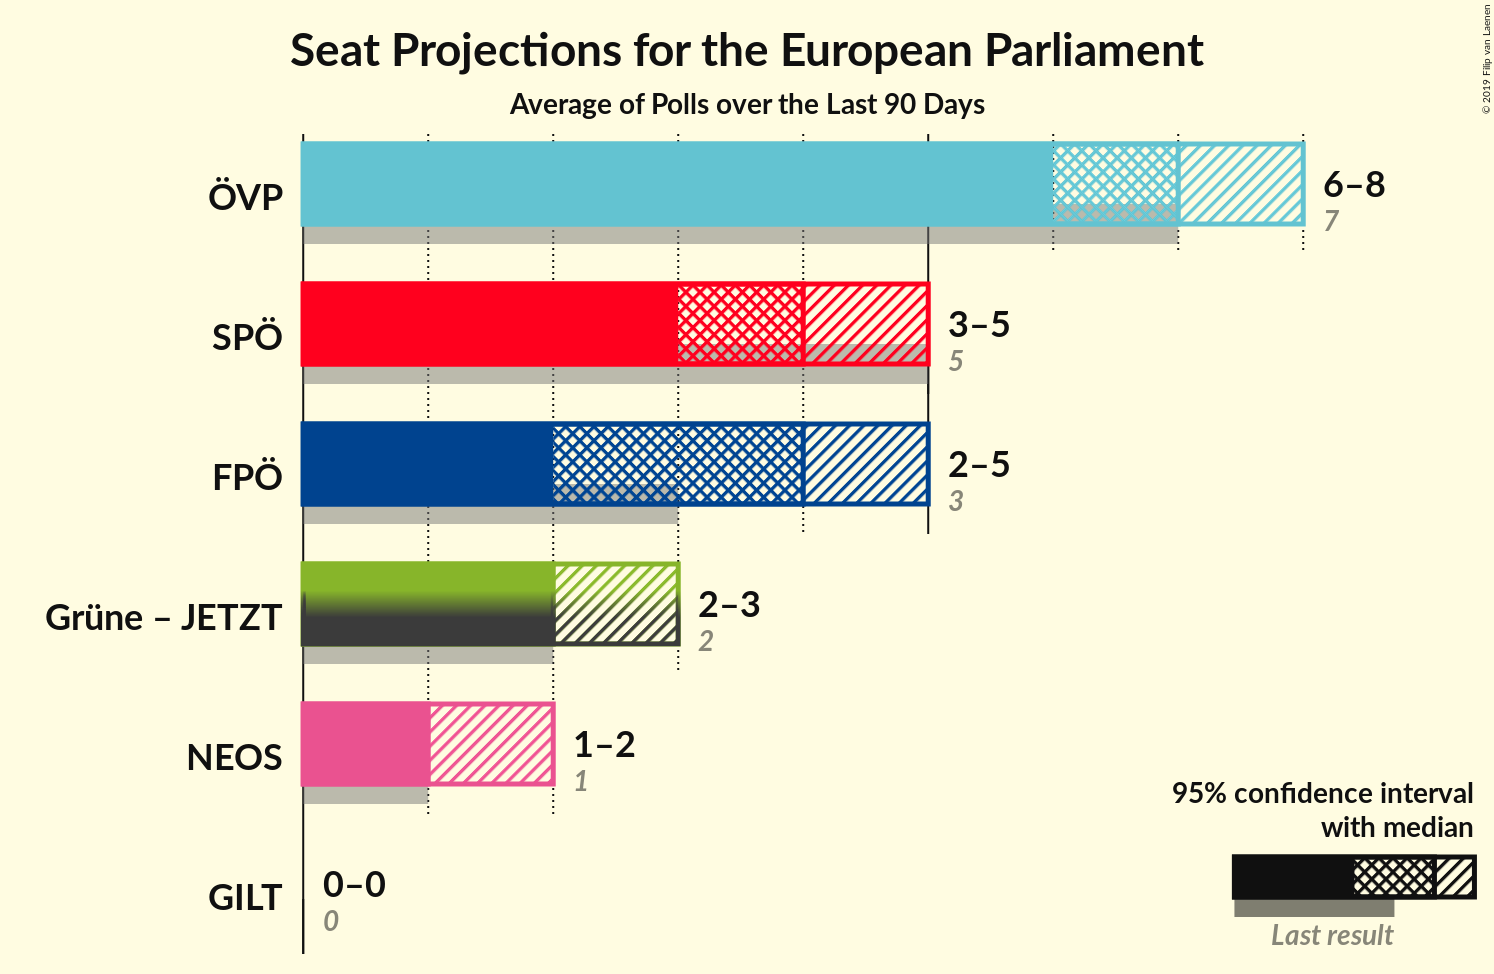 Seat Projections for the European Parliament
Average of Polls over the Last 90 Days
© 2019 Filip van Laenen
ÖVP
6–8
7
SPÖ
3–5
5
FPÖ
2–5
3
Grüne – JETZT
2–3
2
NEOS
1–2
1
GILT
0–0
0
95% confidence interval
with median
Last result